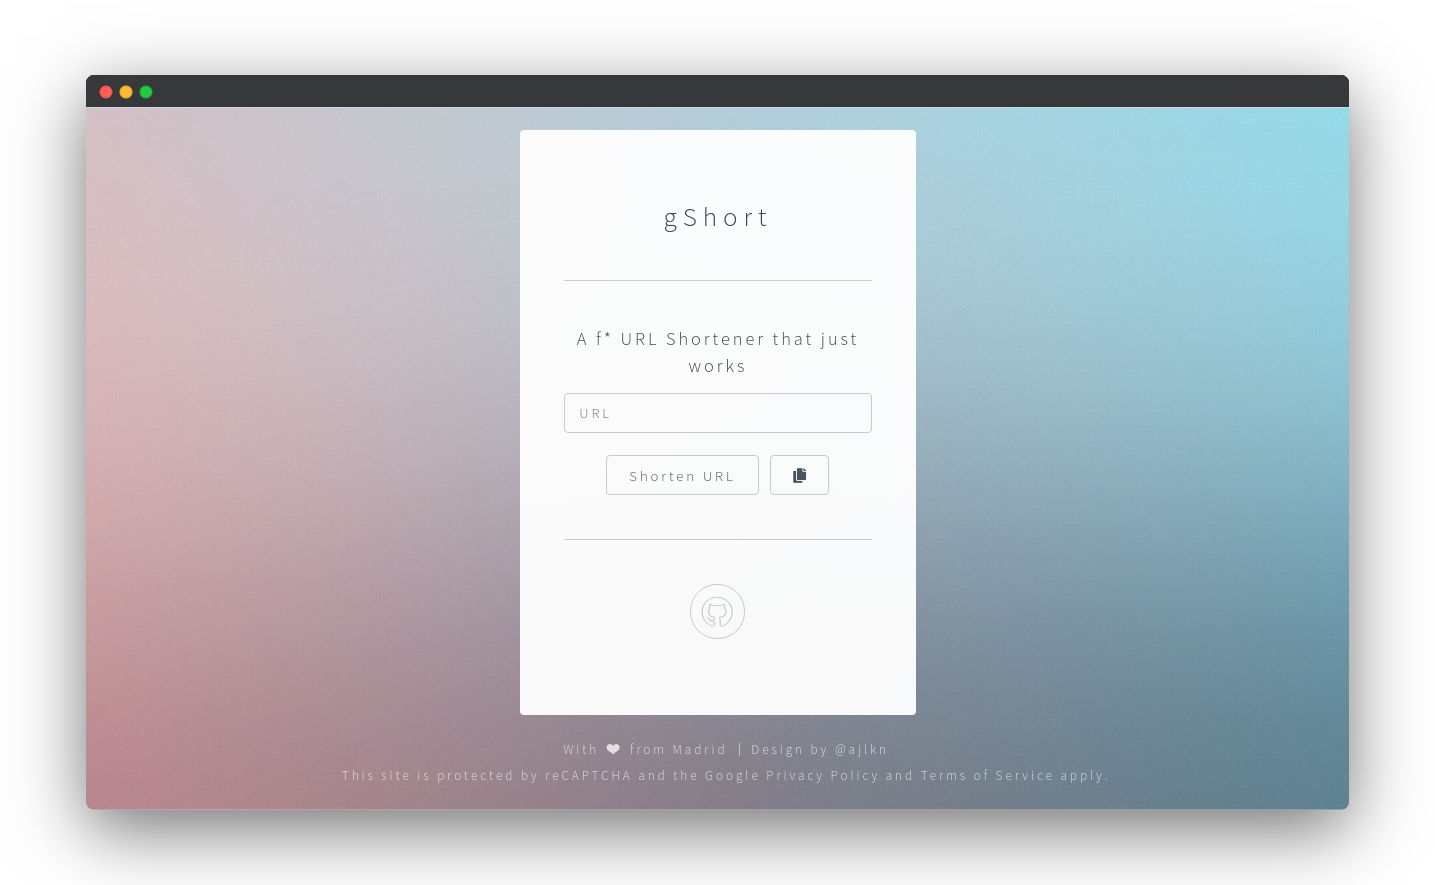 gShort
A f* URL Shortener that just
works
URL
Shorten URL
With ❤ from Madrid | Design by @ajlkn
This site is protected by reCAPTCHA and the Google Privacy Policy and Terms of Service apply.